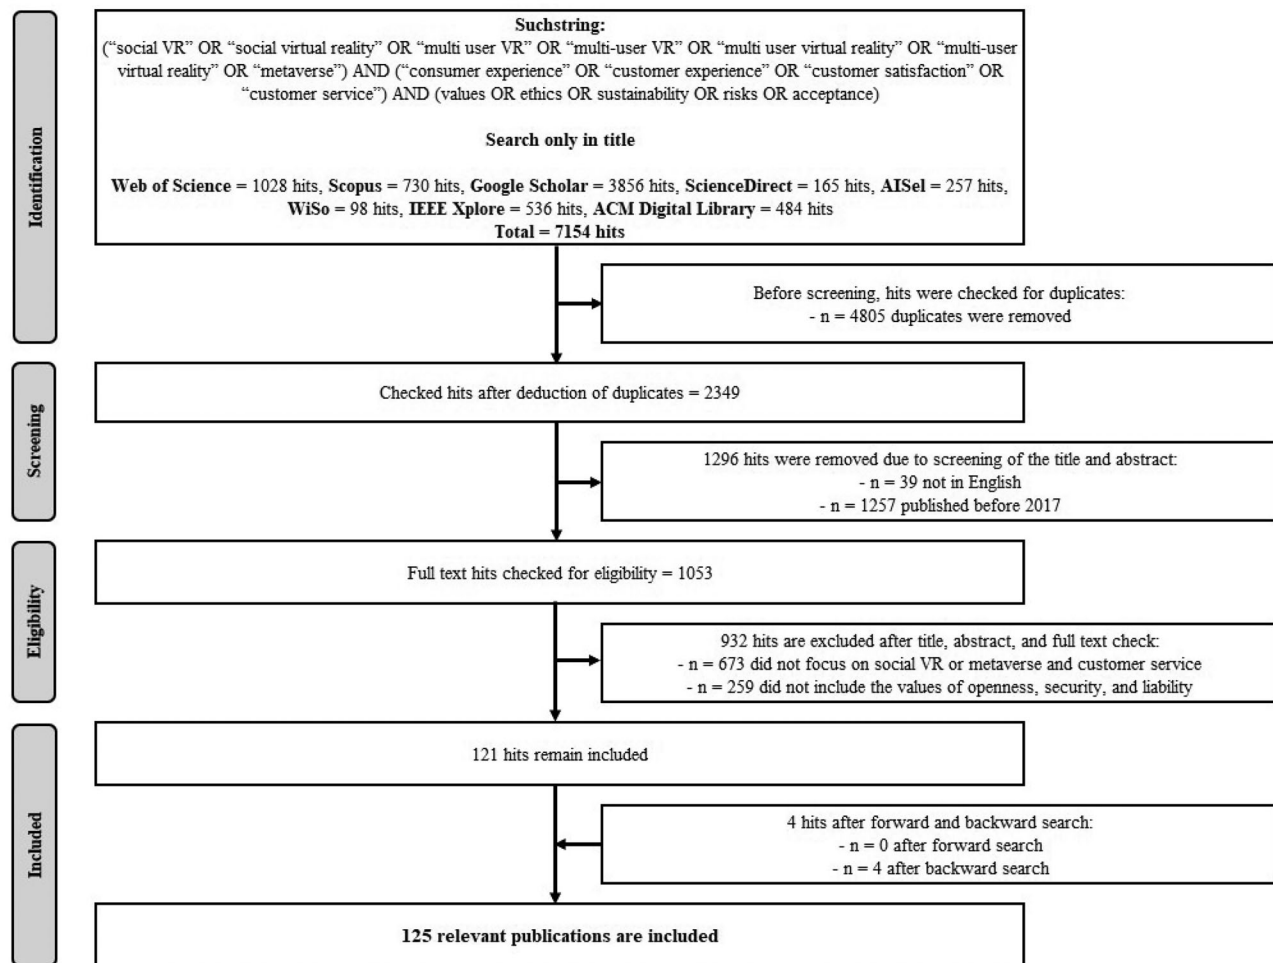 Identification
Suchstring:
(“social VR” OR “social virtual reality” OR “multi user VR” OR “multi-user VR” OR “multi user virtual reality” OR “multi-user
virtual reality” OR “metaverse”) AND (“consumer experience” OR “customer experience” OR “customer satisfaction” OR
“customer service”) AND (values OR ethics OR sustainability OR risks OR acceptance)
Search only in title
Web of Science = 1028 hits, Scopus = 730 hits, Google Scholar = 3856 hits, ScienceDirect = 165 hits, AISel = 257 hits,
WiSo = 98 hits, IEEE Xplore = 536 hits, ACM Digital Library = 484 hits
Total = 7154 hits
Before screening, hits were checked for duplicates:
- n = 4805 duplicates were removed
Screening
Checked hits after deduction of duplicates = 2349
1296 hits were removed due to screening of the title and abstract:
- n = 39 not in English
- n = 1257 published before 2017
Eligibility
Full text hits checked for eligibility = 1053
932 hits are excluded after title, abstract, and full text check:
- n = 673 did not focus on social VR or metaverse and customer service
- n = 259 did not include the values of openness, security, and liability
Included
121 hits remain included
4 hits after forward and backward search:
- n = 0 after forward search
- n = 4 after backward search
125 relevant publications are included